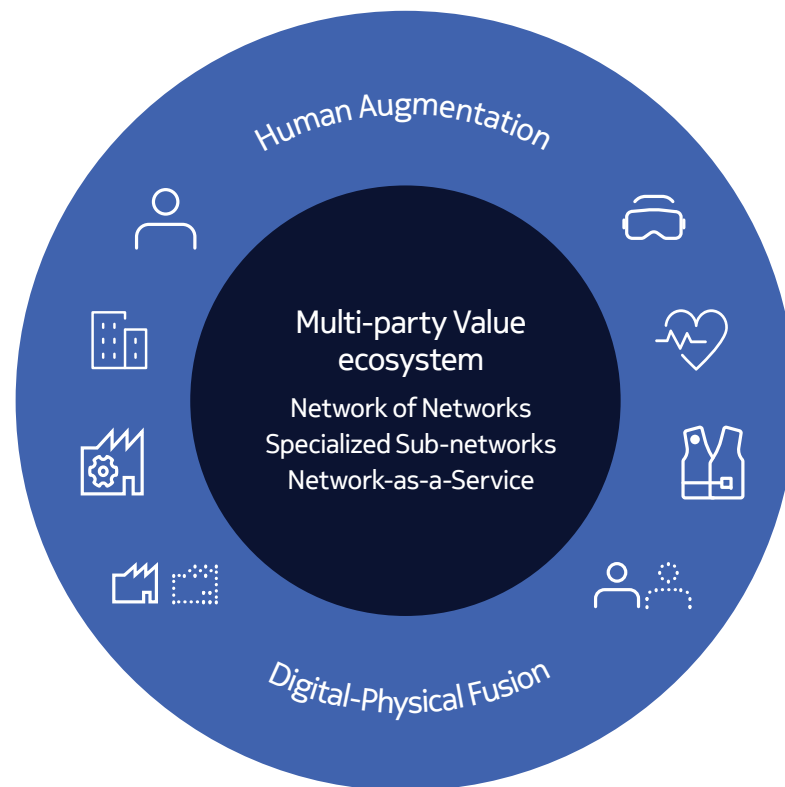 Human Augmentation
Multi-party Value
ecosystem
Network of Networks
Specialized Sub-networks
Network-as-a-Service
Digital-Physical Fusion